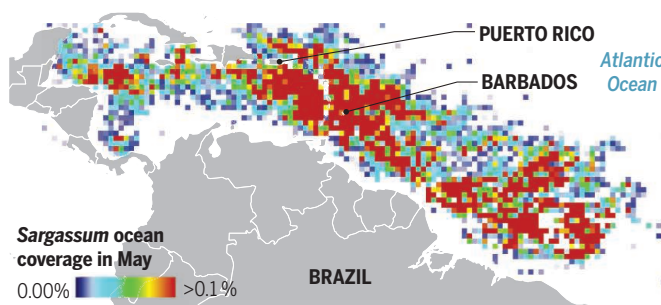 PUERTO RICO
Atlantic
Ocean
BARBADOS
Sargassum ocean
coverage in May
0.00% >0.1%
BRAZIL